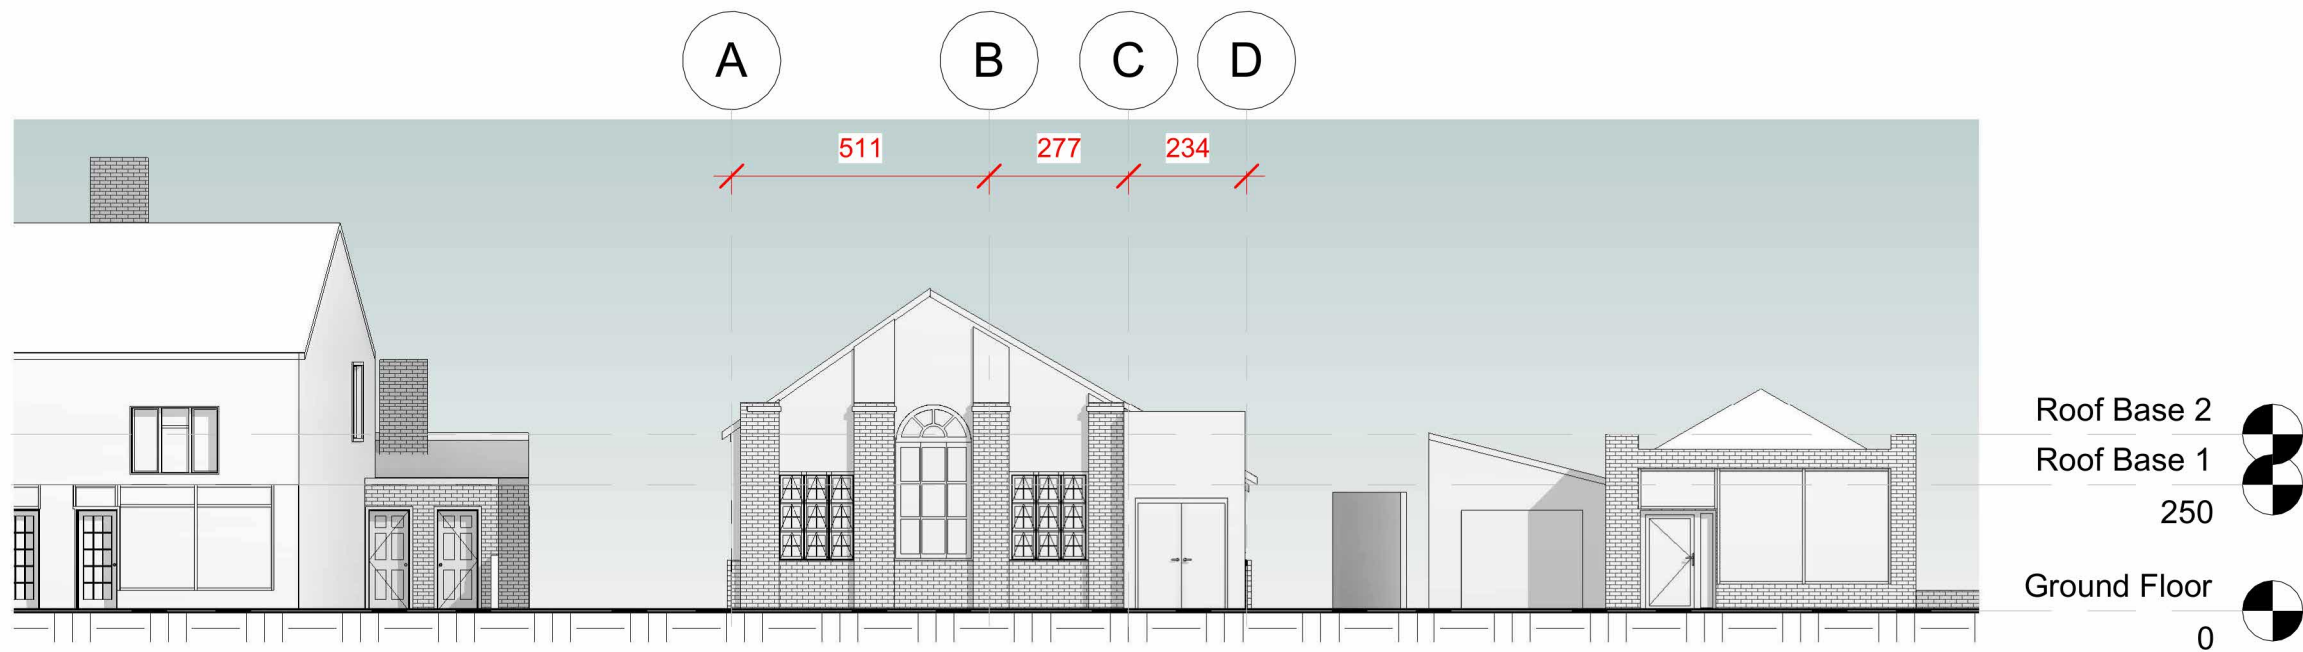 A B C D
511 277 234
Roof Base 2
Roof Base 1
250
Ground Floor
0